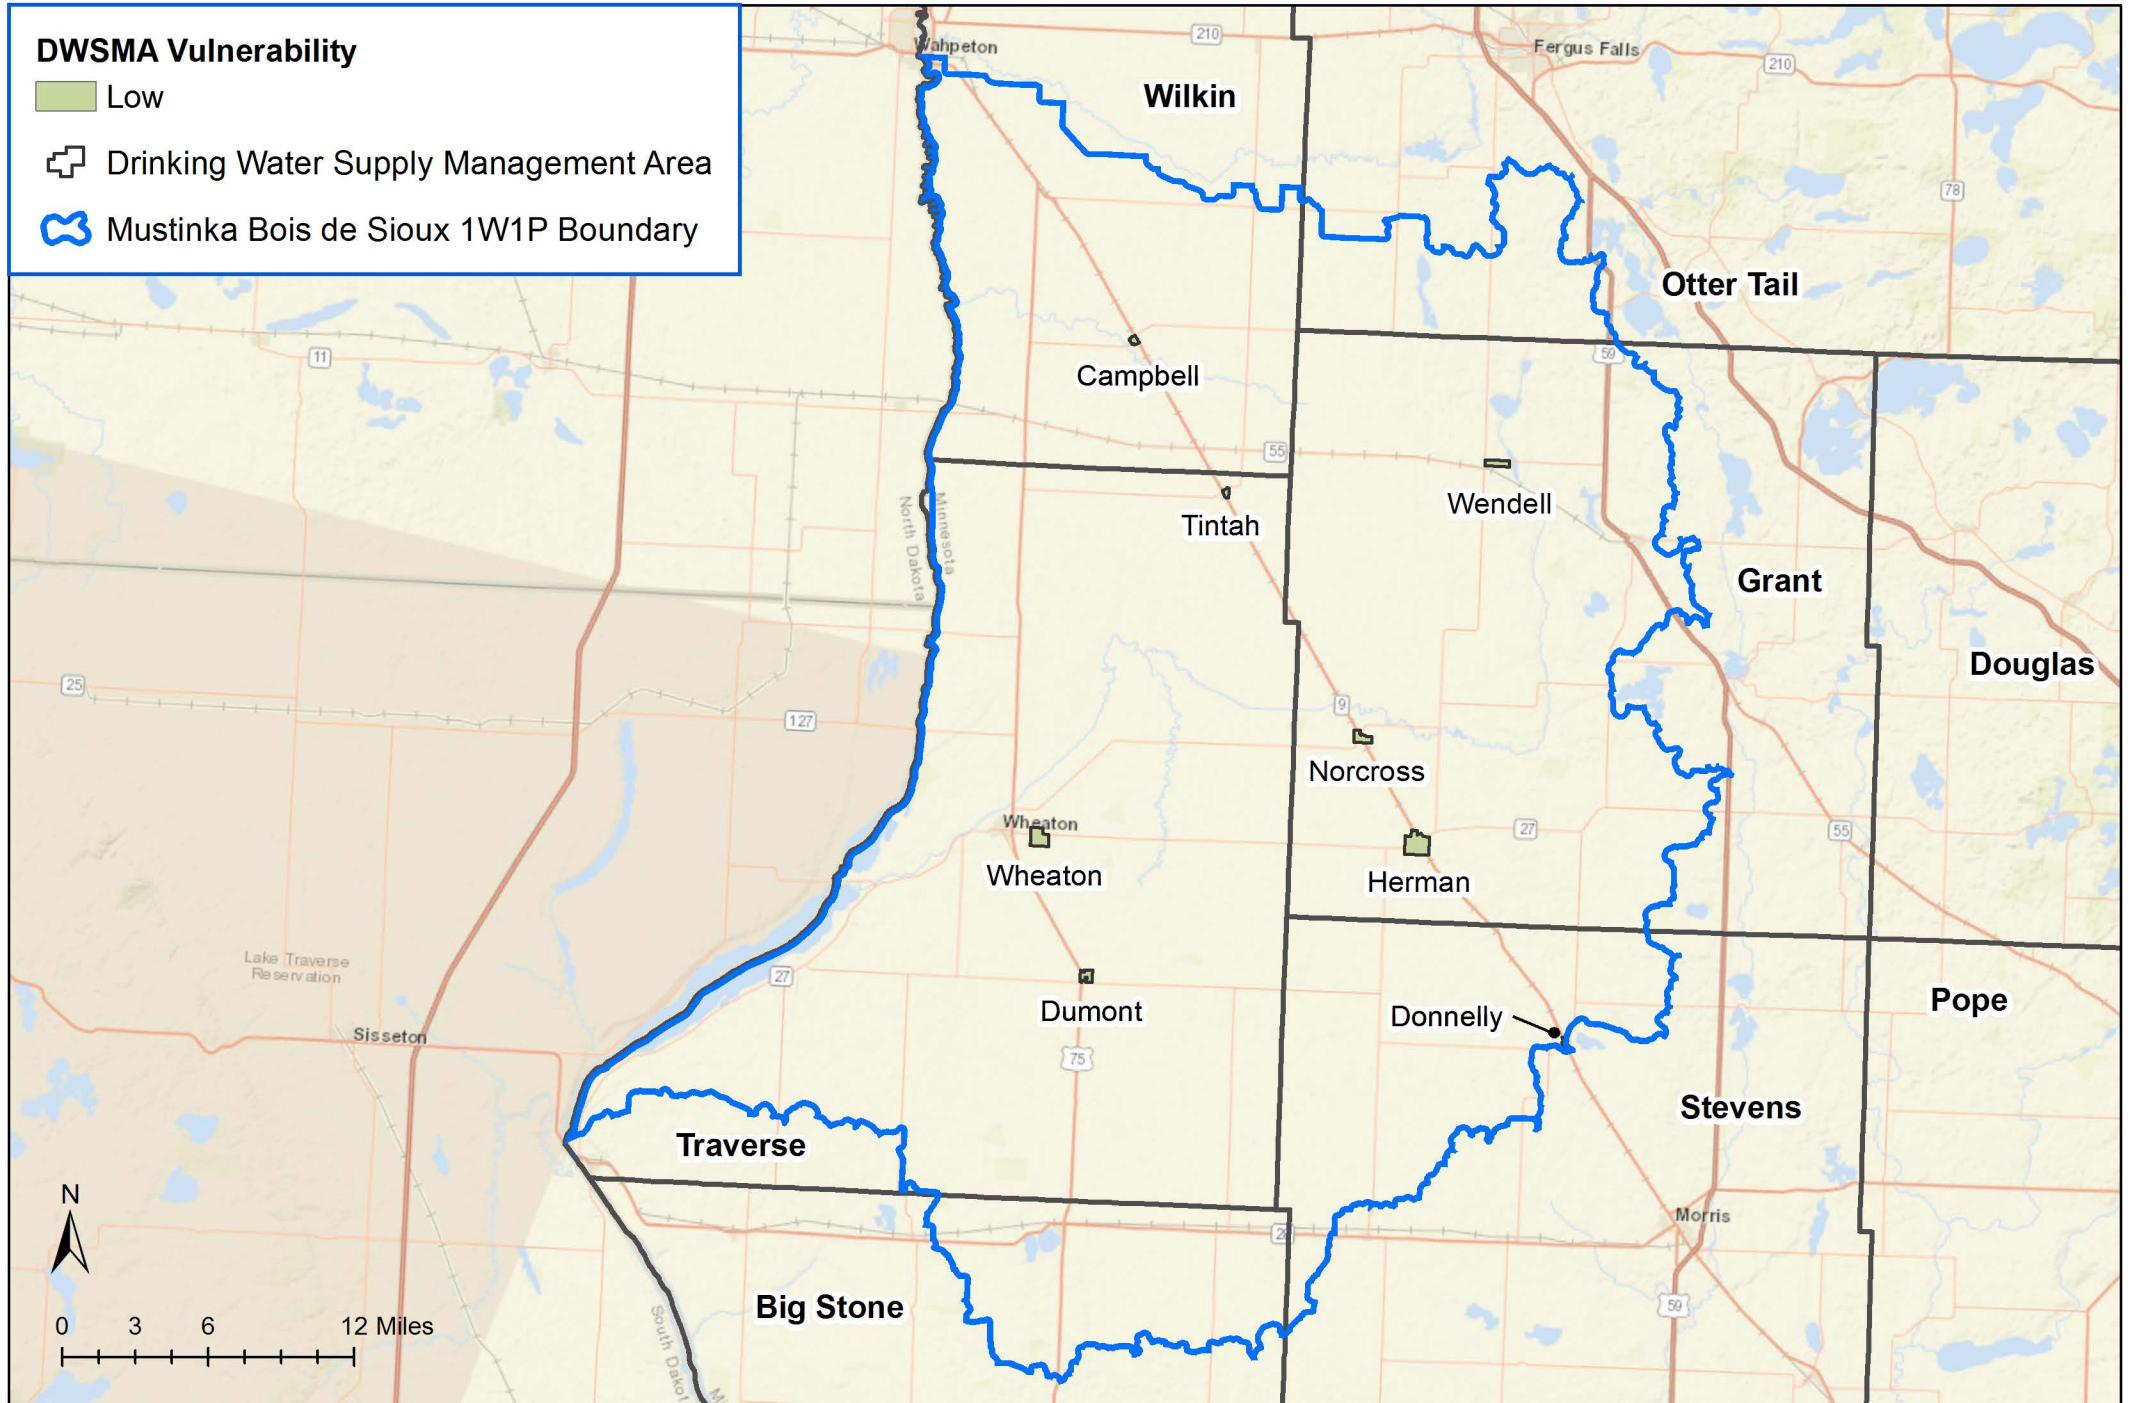 DWSMA Vulnerability
Low
Drinking Water Supply Management Area
Mustinka Bois de Sioux 1W1P Boundary
Wahpeton
210
Fergus Falls
210
Wilkin
78
Otter Tail
11
59
Campbell
55
Wendell
Tintah
Minnesota
North Dakota
Grant
Douglas
25
127
9
Norcross
Wheaton
27
55
Wheaton
Herman
Lake Traverse
Reservation
27
Dumont
Donnelly
Pope
Sisseton
75
Stevens
Traverse
N
Morris
Big Stone
59
0 3 6 12 Miles
South Dakot